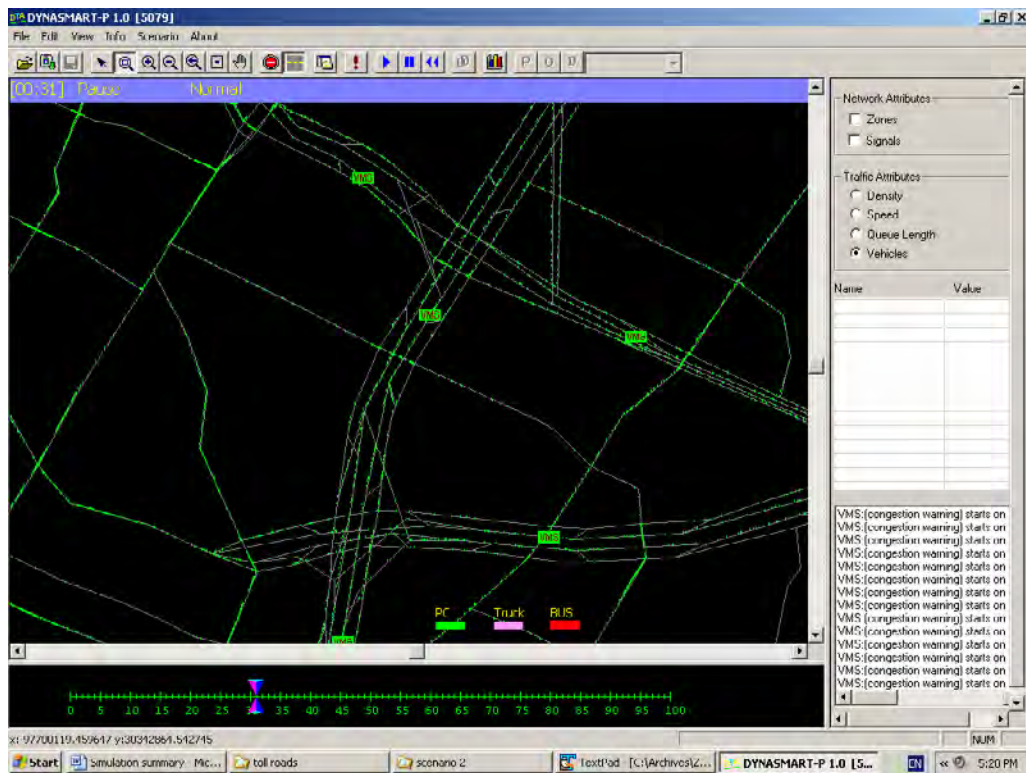 DYNASMART-P 1.0 [5079]
File Edit View Info Scenario About
P O D
[00:31] Pause Normal
VMS
VMS
VMS
VMS
VMS
PC Truck BUS
0 5 10 15 20 25 35 40 45 50 55 60 65 70 75 80 85 90 95 100
Network Attributes
Zones
Signals
Traffic Attributes
Density
Speed
Queue Length
Vehicles
Name Value
VMS:[congestion warning] starts on
VMS:[congestion warning] starts on
VMS:[congestion warning] starts on
VMS:[congestion warning] starts on
VMS:[congestion warning] starts on
VMS:[congestion warning] starts on
VMS:[congestion warning] starts on
VMS:[congestion warning] starts on
VMS:[congestion warning] starts on
VMS:[congestion warning] starts on
VMS:[congestion warning] starts on
VMS:[congestion warning] starts on
VMS:[congestion warning] starts on
VMS:[congestion warning] starts on
x: 97700119.459647 y:30342864.542745
NUM
Start Simulation summary - Mic... toll roads scenario 2 TextPad - [C:\Archives\Z... DYNASMART-P 1.0 [5... EN « 5:20 PM